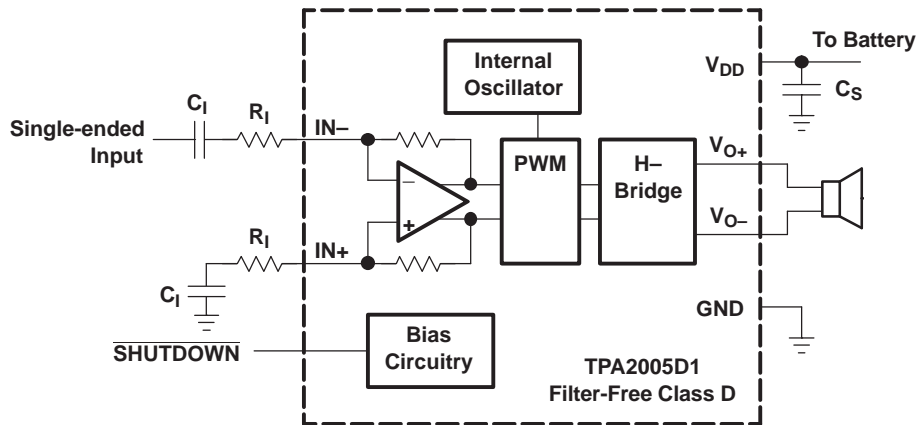 To Battery
Internal
Oscillator
VDD
CS
CI
RI
Single-ended
Input
IN–
PWM
H–
Bridge
VO+
VO–
–
+
RI
IN+
CI
GND
SHUTDOWN
Bias
Circuitry
TPA2005D1
Filter-Free Class D